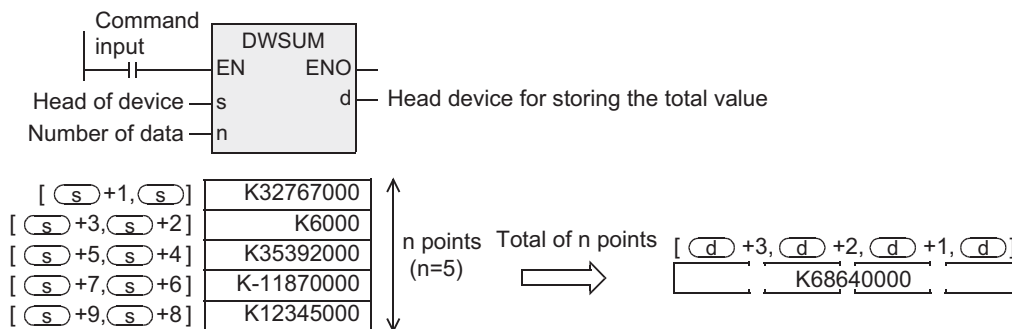 Command
input
DWSUM
EN ENO
Head of device s d Head device for storing the total value
Number of data n
[ s +1, s ] K32767000
[ s +3, s +2] K6000
[ s +5, s +4] K35392000
[ s +7, s +6] K-11870000
[ s +9, s +8] K12345000
n points
(n=5)
Total of n points
[ d +3, d +2, d +1, d ]
K68640000